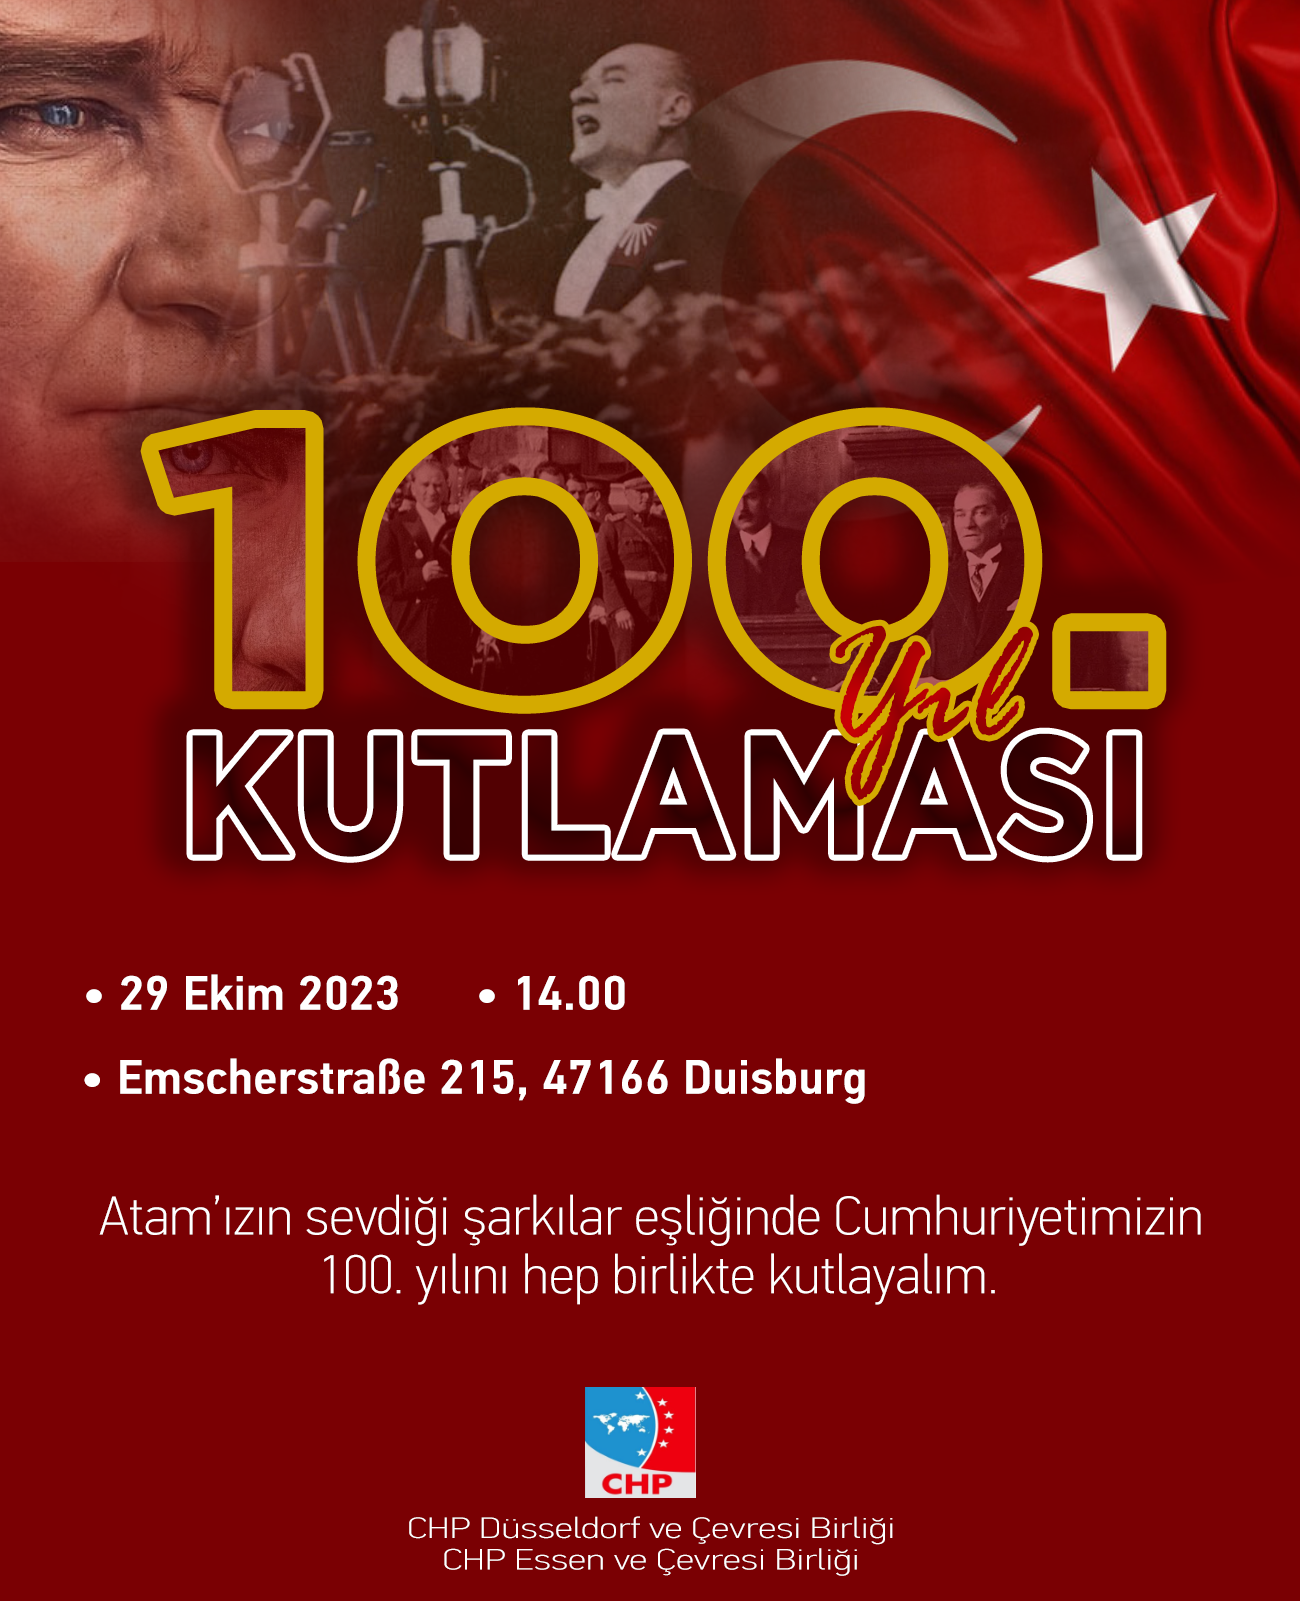 100.
Yıl
KUTLAMASI
• 29 Ekim 2023 • 14.00
• Emscherstraße 215, 47166 Duisburg
Atam’ızın sevdiği şarkılar eşliğinde Cumhuriyetimizin
100. yılını hep birlikte kutlayalım.
CHP
CHP Düsseldorf ve Çevresi Birliği
CHP Essen ve Çevresi Birliği